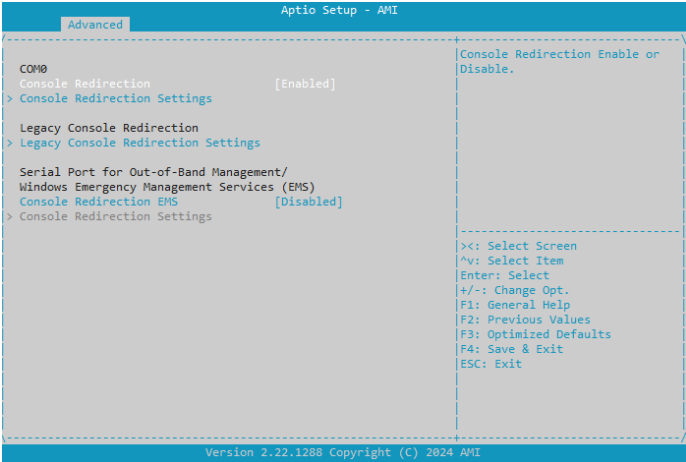 Aptio Setup - AMI
Advanced
Console Redirection Enable or
Disable.
COM0
Console Redirection [Enabled]
> Console Redirection Settings
Legacy Console Redirection
> Legacy Console Redirection Settings
Serial Port for Out-of-Band Management/
Windows Emergency Management Services (EMS)
Console Redirection EMS [Disabled]
> Console Redirection Settings
><: Select Screen
^v: Select Item
Enter: Select
+/-: Change Opt.
F1: General Help
F2: Previous Values
F3: Optimized Defaults
F4: Save & Exit
ESC: Exit
Version 2.22.1288 Copyright (C) 2024 AMI